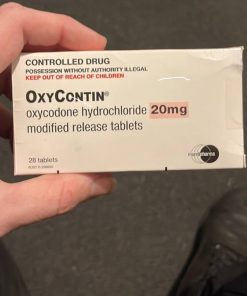 CONTROLLED DRUG
POSSESSION WITHOUT AUTHORITY ILLEGAL
KEEP OUT OF REACH OF CHILDREN
OXYCONTIN®
oxycodone hydrochloride 20mg
modified release tablets
28 tablets